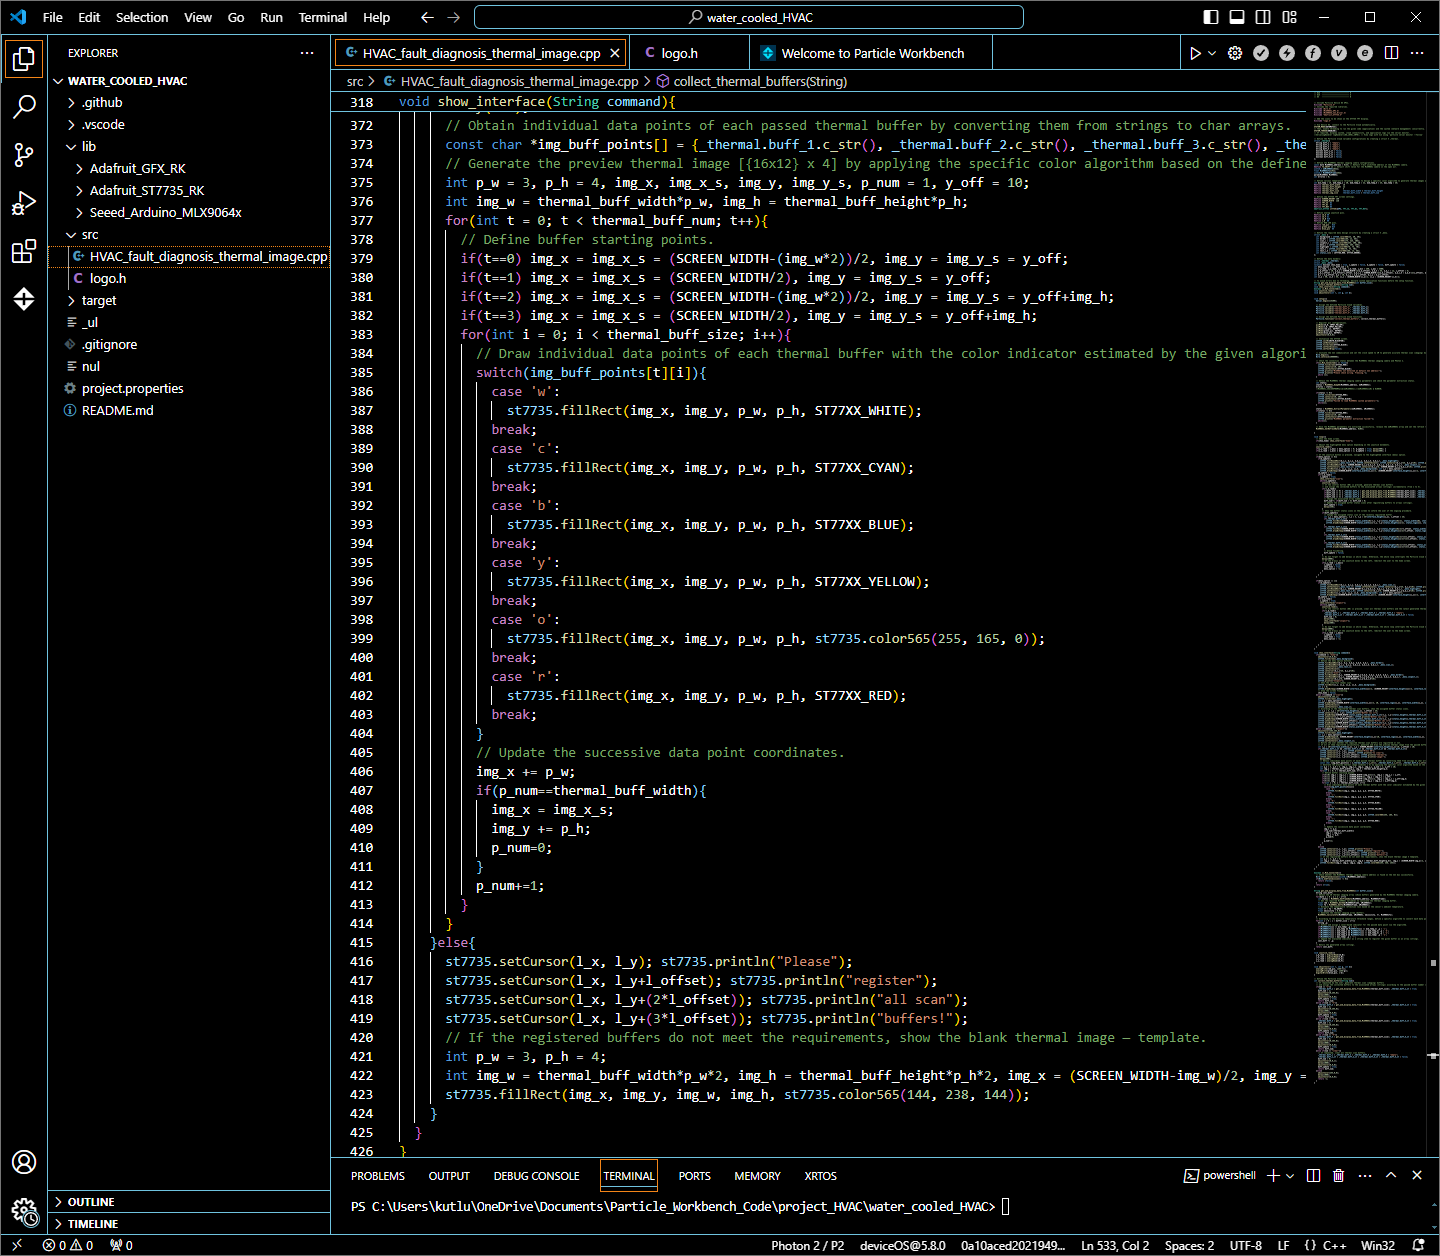 File Edit Selection View Go Run Terminal Help
water_cooled_HVAC
EXPLORER
WATER_COOLED_HVAC
.github
.vscode
lib
Adafruit_GFX_RK
Adafruit_ST7735_RK
Seeed_Arduino_MLX9064x
src
HVAC_fault_diagnosis_thermal_image.cpp
logo.h
target
_ul
.gitignore
nul
project.properties
README.md
OUTLINE
TIMELINE
HVAC_fault_diagnosis_thermal_image.cpp logo.h Welcome to Particle Workbench
src > HVAC_fault_diagnosis_thermal_image.cpp > collect_thermal_buffers(String)
318 void show_interface(String command){
372 // Obtain individual data points of each passed thermal buffer by converting them from strings to char arrays.
373 const char *img_buff_points[] = {_thermal.buff_1.c_str(), _thermal.buff_2.c_str(), _thermal.buff_3.c_str(), _the
374 // Generate the preview thermal image [{16x12} x 4] by applying the specific color algorithm based on the define
375 int p_w = 3, p_h = 4, img_x, img_x_s, img_y, img_y_s, p_num = 1, y_off = 10;
376 int img_w = thermal_buff_width*p_w, img_h = thermal_buff_height*p_h;
377 for(int t = 0; t < thermal_buff_num; t++){
378 // Define buffer starting points.
379 if(t==0) img_x = img_x_s = (SCREEN_WIDTH-(img_w*2))/2, img_y = img_y_s = y_off;
380 if(t==1) img_x = img_x_s = (SCREEN_WIDTH/2), img_y = img_y_s = y_off;
381 if(t==2) img_x = img_x_s = (SCREEN_WIDTH-(img_w*2))/2, img_y = img_y_s = y_off+img_h;
382 if(t==3) img_x = img_x_s = (SCREEN_WIDTH/2), img_y = img_y_s = y_off+img_h;
383 for(int i = 0; i < thermal_buff_size; i++){
384 // Draw individual data points of each thermal buffer with the color indicator estimated by the given algori
385 switch(img_buff_points[t][i]){
386 case 'w':
387 st7735.fillRect(img_x, img_y, p_w, p_h, ST77XX_WHITE);
388 break;
389 case 'c':
390 st7735.fillRect(img_x, img_y, p_w, p_h, ST77XX_CYAN);
391 break;
392 case 'b':
393 st7735.fillRect(img_x, img_y, p_w, p_h, ST77XX_BLUE);
394 break;
395 case 'y':
396 st7735.fillRect(img_x, img_y, p_w, p_h, ST77XX_YELLOW);
397 break;
398 case 'o':
399 st7735.fillRect(img_x, img_y, p_w, p_h, st7735.color565(255, 165, 0));
400 break;
401 case 'r':
402 st7735.fillRect(img_x, img_y, p_w, p_h, ST77XX_RED);
403 break;
404 }
405 // Update the successive data point coordinates.
406 img_x += p_w;
407 if(p_num==thermal_buff_width){
408 img_x = img_x_s;
409 img_y += p_h;
410 p_num=0;
411 }
412 p_num+=1;
413 }
414 }
415 }else{
416 st7735.setCursor(l_x, l_y); st7735.println("Please");
417 st7735.setCursor(l_x, l_y+l_offset); st7735.println("register");
418 st7735.setCursor(l_x, l_y+(2*l_offset)); st7735.println("all scan");
419 st7735.setCursor(l_x, l_y+(3*l_offset)); st7735.println("buffers!");
420 // If the registered buffers do not meet the requirements, show the blank thermal image — template.
421 int p_w = 3, p_h = 4;
422 int img_w = thermal_buff_width*p_w*2, img_h = thermal_buff_height*p_h*2, img_x = (SCREEN_WIDTH-img_w)/2, img_y =
423 st7735.fillRect(img_x, img_y, img_w, img_h, st7735.color565(144, 238, 144));
424 }
425 }
426 }
PROBLEMS OUTPUT DEBUG CONSOLE TERMINAL PORTS MEMORY XRTOS
powershell
PS C:\Users\kutlu\OneDrive\Documents\Particle_Workbench_Code\project_HVAC\water_cooled_HVAC>
0 0 0 Photon 2 / P2 deviceOS@5.8.0 0a10aced2021949... Ln 533, Col 2 Spaces: 2 UTF-8 LF {} C++ Win32